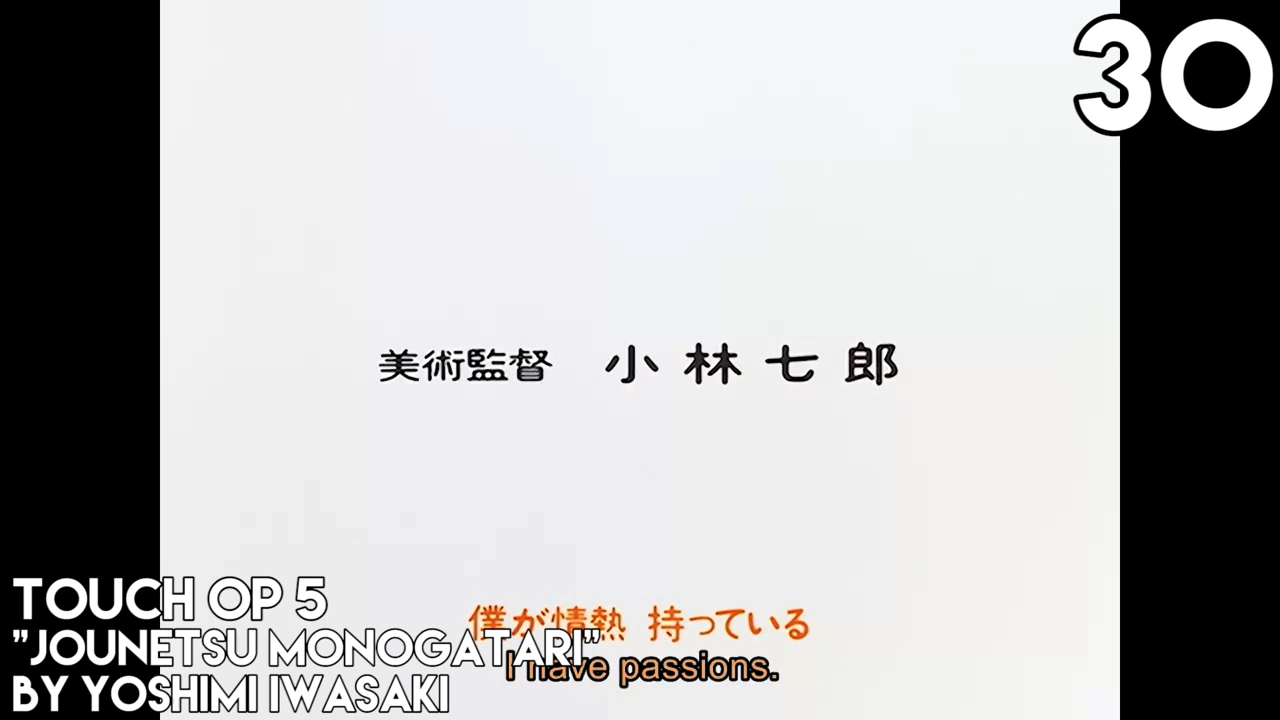 30
美術監督 小林七郎
TOUCH OP 5
"JOUNETSU MONOGATARI"
BY YOSHIMI IWASAKI
僕が情熱 持っている
I have passions.